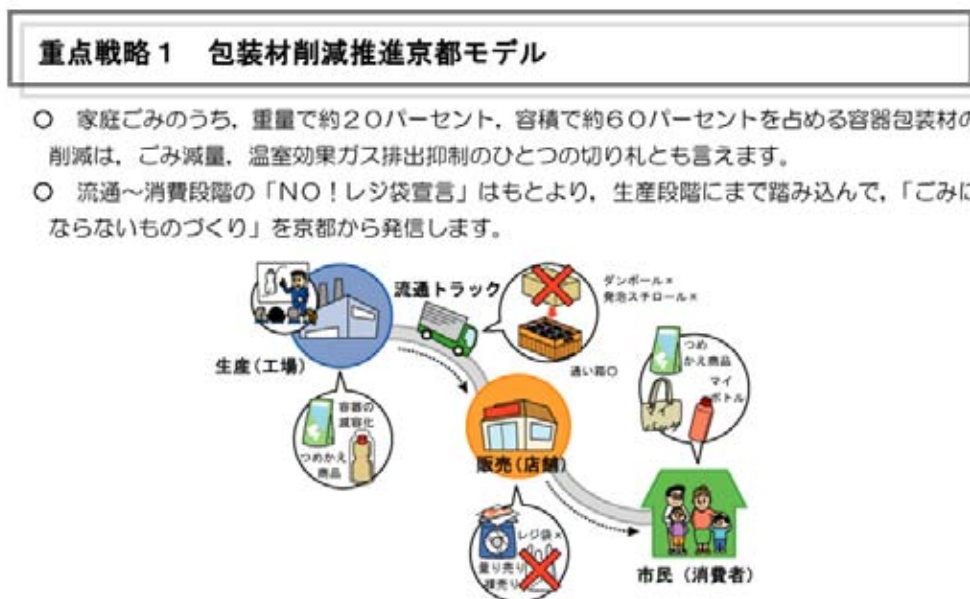 重点戦略1 包装材削減推進京都モデル
○ 家庭ごみのうち，重量で約20パーセント，容積で約60パーセントを占める容器包装材の
削減は，ごみ減量，温室効果ガス排出抑制のひとつの切り札とも言えます。
○ 流通～消費段階の「NO！レジ袋宣言」はもとより，生産段階にまで踏み込んで，「ごみに
ならないものづくり」を京都から発信します。
流通トラック
ダンボール×
発泡スチロール×
通い箱○
生産（工場）
容器の
減容化
つめかえ
商品
つめ
かえ商品
マイ
ボトル
マイ
バッグ
販売（店舗）
レジ袋×
量り売り
裸売り
市民（消費者）